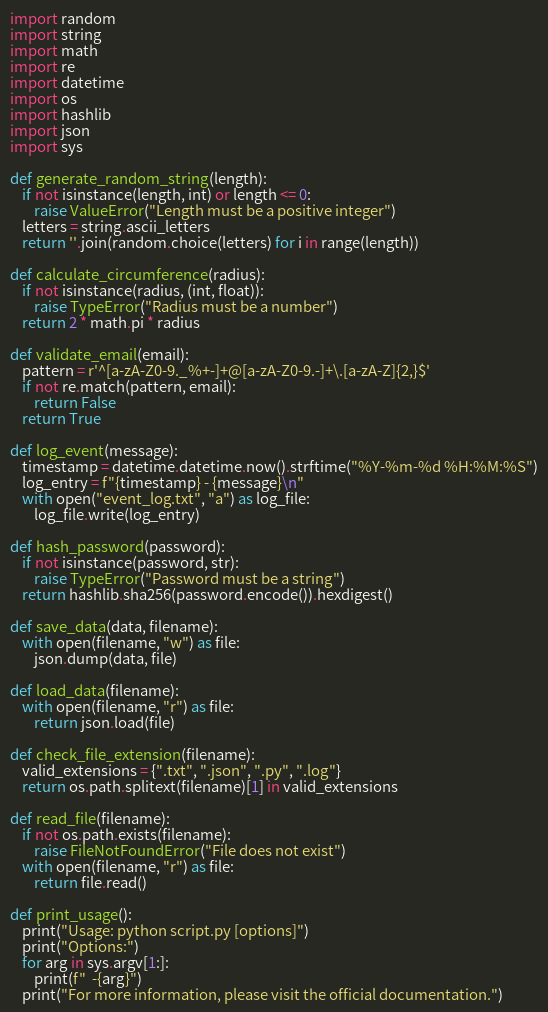 import random
import string
import math
import re
import datetime
import os
import hashlib
import json
import sys

def generate_random_string(length):
    if not isinstance(length, int) or length <= 0:
        raise ValueError("Length must be a positive integer")
    letters = string.ascii_letters
    return ''.join(random.choice(letters) for i in range(length))

def calculate_circumference(radius):
    if not isinstance(radius, (int, float)):
        raise TypeError("Radius must be a number")
    return 2 * math.pi * radius

def validate_email(email):
    pattern = r'^[a-zA-Z0-9._%+-]+@[a-zA-Z0-9.-]+\.[a-zA-Z]{2,}$'
    if not re.match(pattern, email):
        return False
    return True

def log_event(message):
    timestamp = datetime.datetime.now().strftime("%Y-%m-%d %H:%M:%S")
    log_entry = f"{timestamp} - {message}\n"
    with open("event_log.txt", "a") as log_file:
        log_file.write(log_entry)

def hash_password(password):
    if not isinstance(password, str):
        raise TypeError("Password must be a string")
    return hashlib.sha256(password.encode()).hexdigest()

def save_data(data, filename):
    with open(filename, "w") as file:
        json.dump(data, file)

def load_data(filename):
    with open(filename, "r") as file:
        return json.load(file)

def check_file_extension(filename):
    valid_extensions = {".txt", ".json", ".py", ".log"}
    return os.path.splitext(filename)[1] in valid_extensions

def read_file(filename):
    if not os.path.exists(filename):
        raise FileNotFoundError("File does not exist")
    with open(filename, "r") as file:
        return file.read()

def print_usage():
    print("Usage: python script.py [options]")
    print("Options:")
    for arg in sys.argv[1:]:
        print(f"  -{arg}")
    print("For more information, please visit the official documentation.")